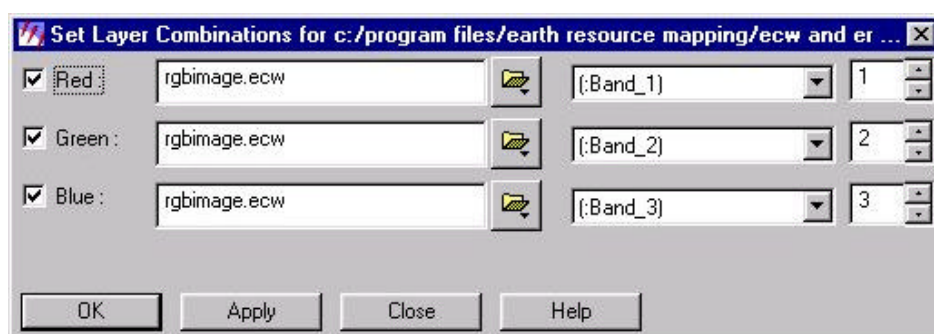 Set Layer Combinations for c:/program files/earth resource mapping/ecw and er ...
Red : rgbimage.ecw (:Band_1) 1
Green : rgbimage.ecw (:Band_2) 2
Blue : rgbimage.ecw (:Band_3) 3
OK Apply Close Help